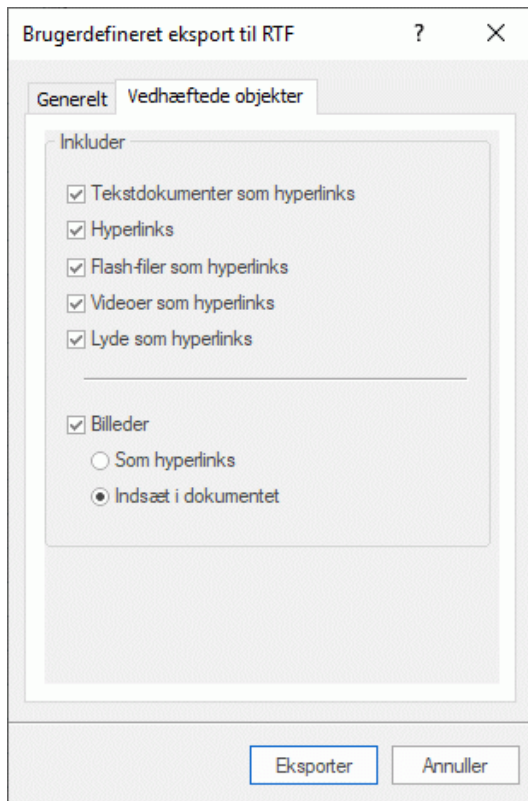 Brugerdefineret eksport til RTF ?
Generelt Vedhæftede objekter
Inkluder
Tekstdokumenter som hyperlinks
Hyperlinks
Flash-filer som hyperlinks
Videoer som hyperlinks
Lyde som hyperlinks
Billeder
Som hyperlinks
Indsæt i dokumentet
Eksporter Annuller